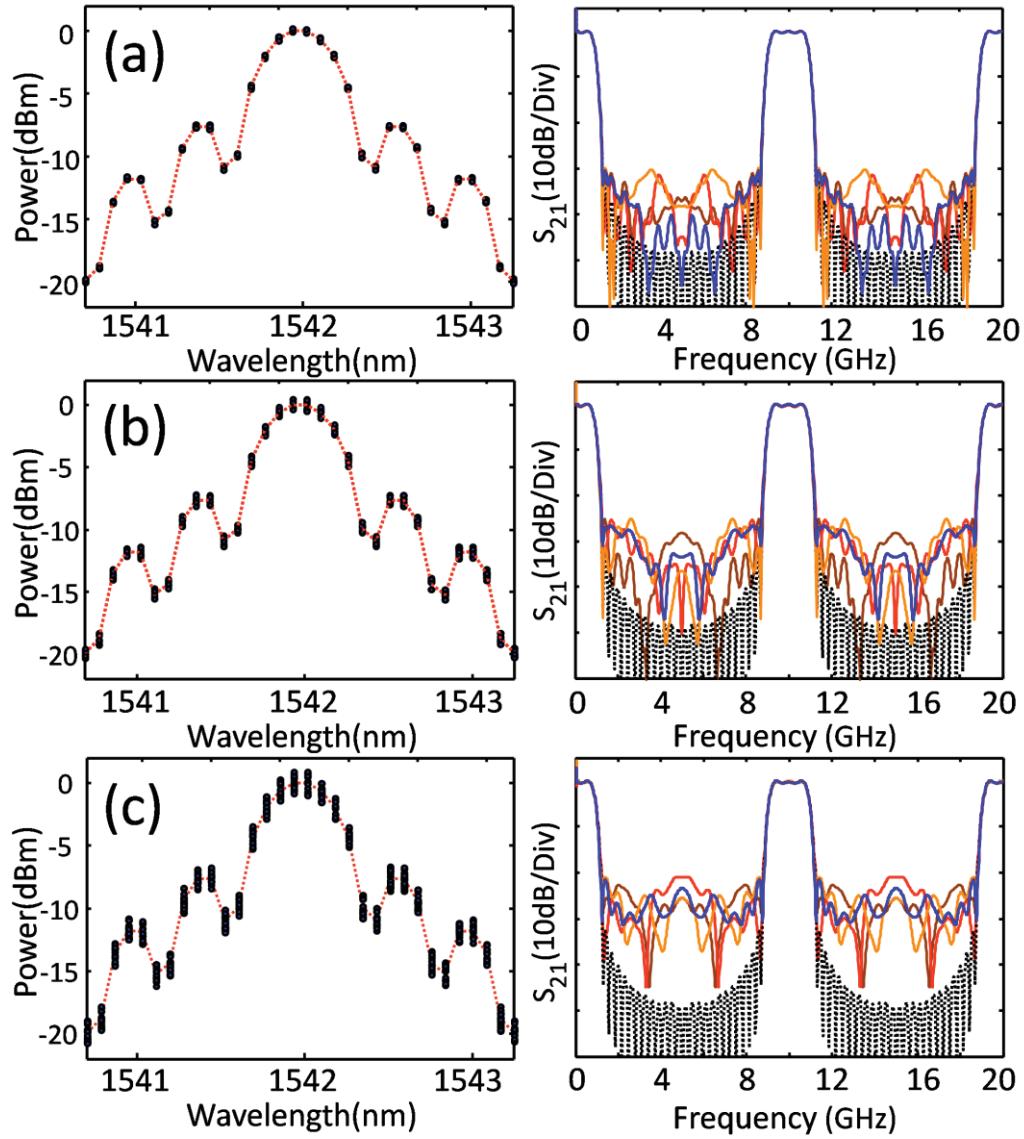 (a)
Power(dBm)
0
-5
-10
-15
-20
1541 1542 1543
Wavelength(nm)
S21(10dB/Div)
0 4 8 12 16 20
Frequency (GHz)
(b)
Power(dBm)
0
-5
-10
-15
-20
1541 1542 1543
Wavelength(nm)
S21(10dB/Div)
0 4 8 12 16 20
Frequency (GHz)
(c)
Power(dBm)
0
-5
-10
-15
-20
1541 1542 1543
Wavelength(nm)
S21(10dB/Div)
0 4 8 12 16 20
Frequency (GHz)